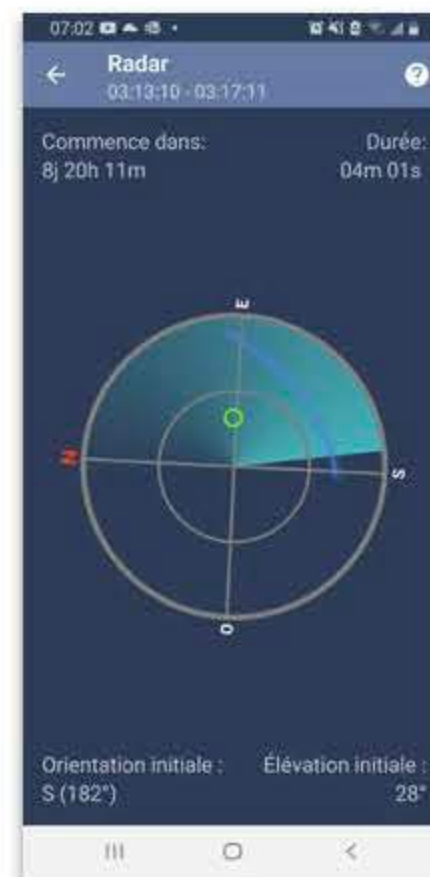 07:02
Radar
03:13:10 - 03:17:11
?
Commence dans:
Durée:
8j 20h 11m
04m 01s
E
N
S
O
Orientation initiale :
Élévation initiale :
S (182°)
28°